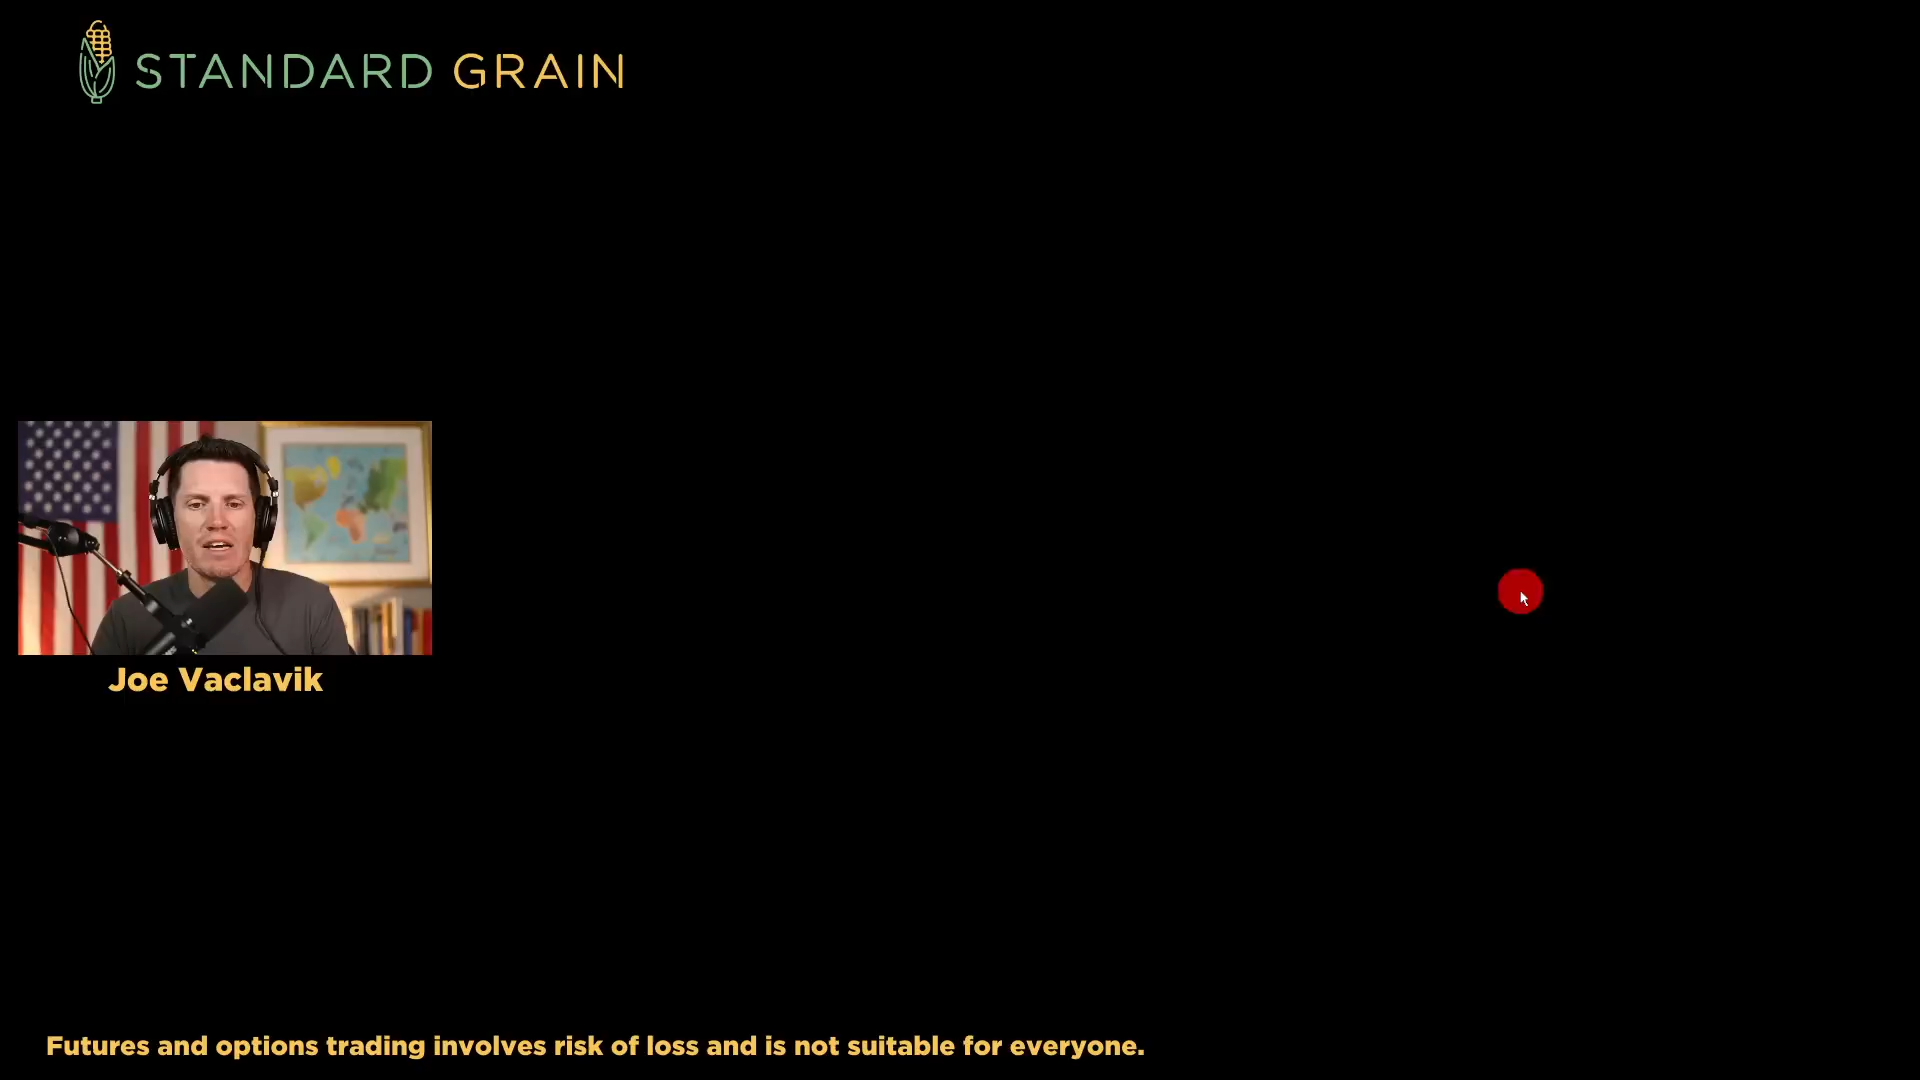 STANDARD GRAIN
Joe Vaclavik
Futures and options trading involves risk of loss and is not suitable for everyone.